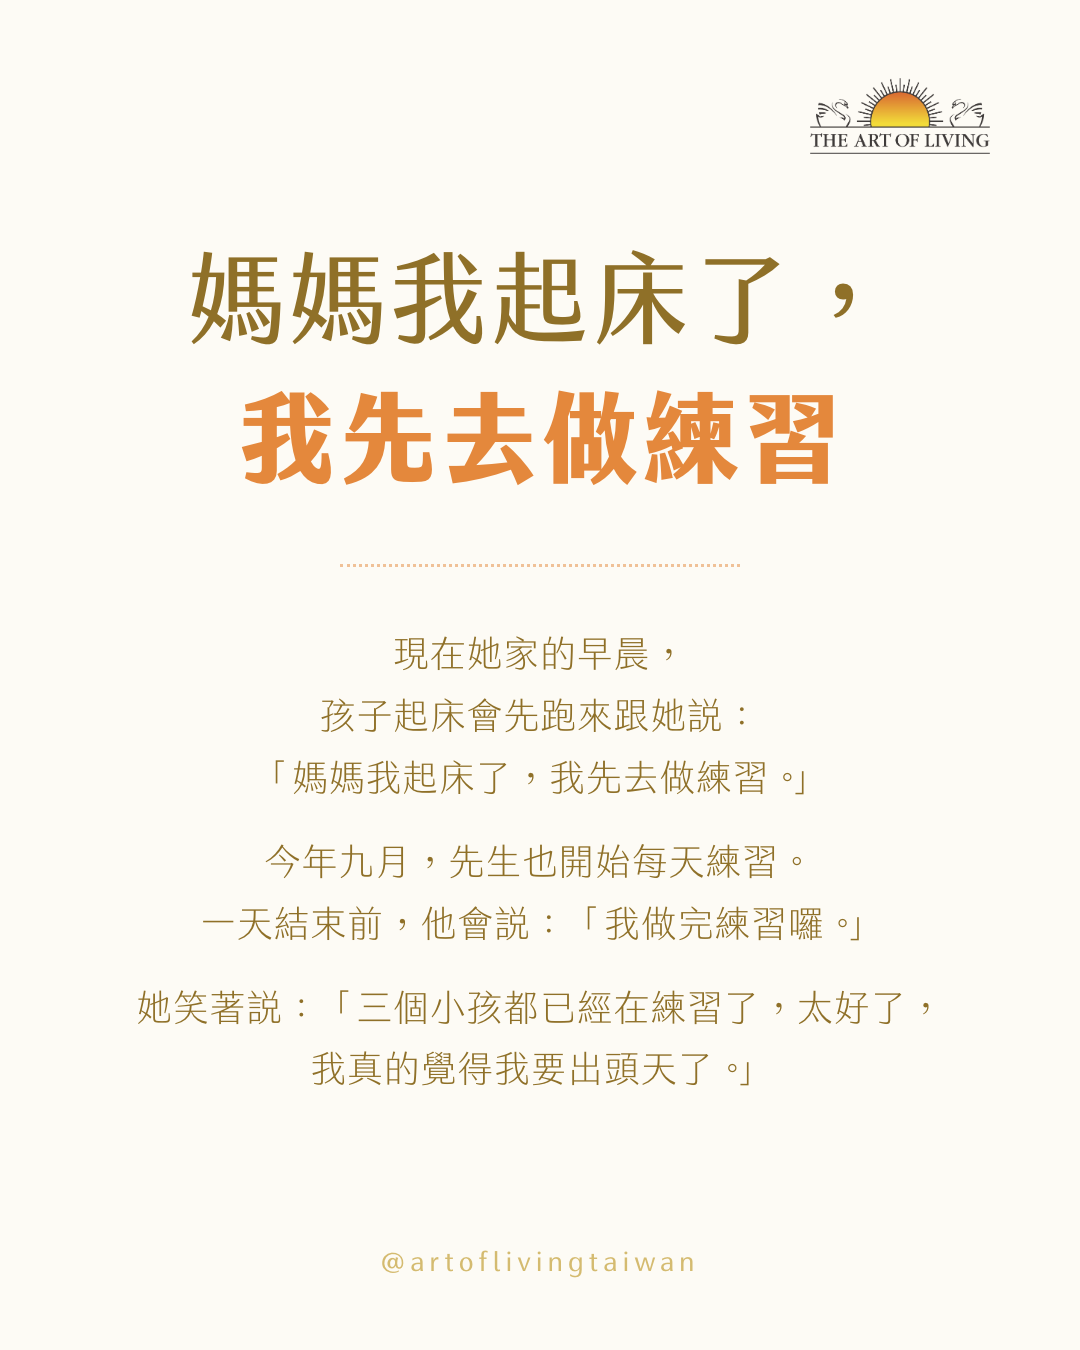 THE ART OF LIVING
媽媽我起床了，
我先去做練習
現在她家的早晨，
孩子起床會先跑來跟她説：
「媽媽我起床了，我先去做練習。」
今年九月，先生也開始每天練習。
一天結束前，他會説：「我做完練習囉。」
她笑著説：「三個小孩都已經在練習了，太好了，
我真的覺得我要出頭天了。」
@artoflivingtaiwan